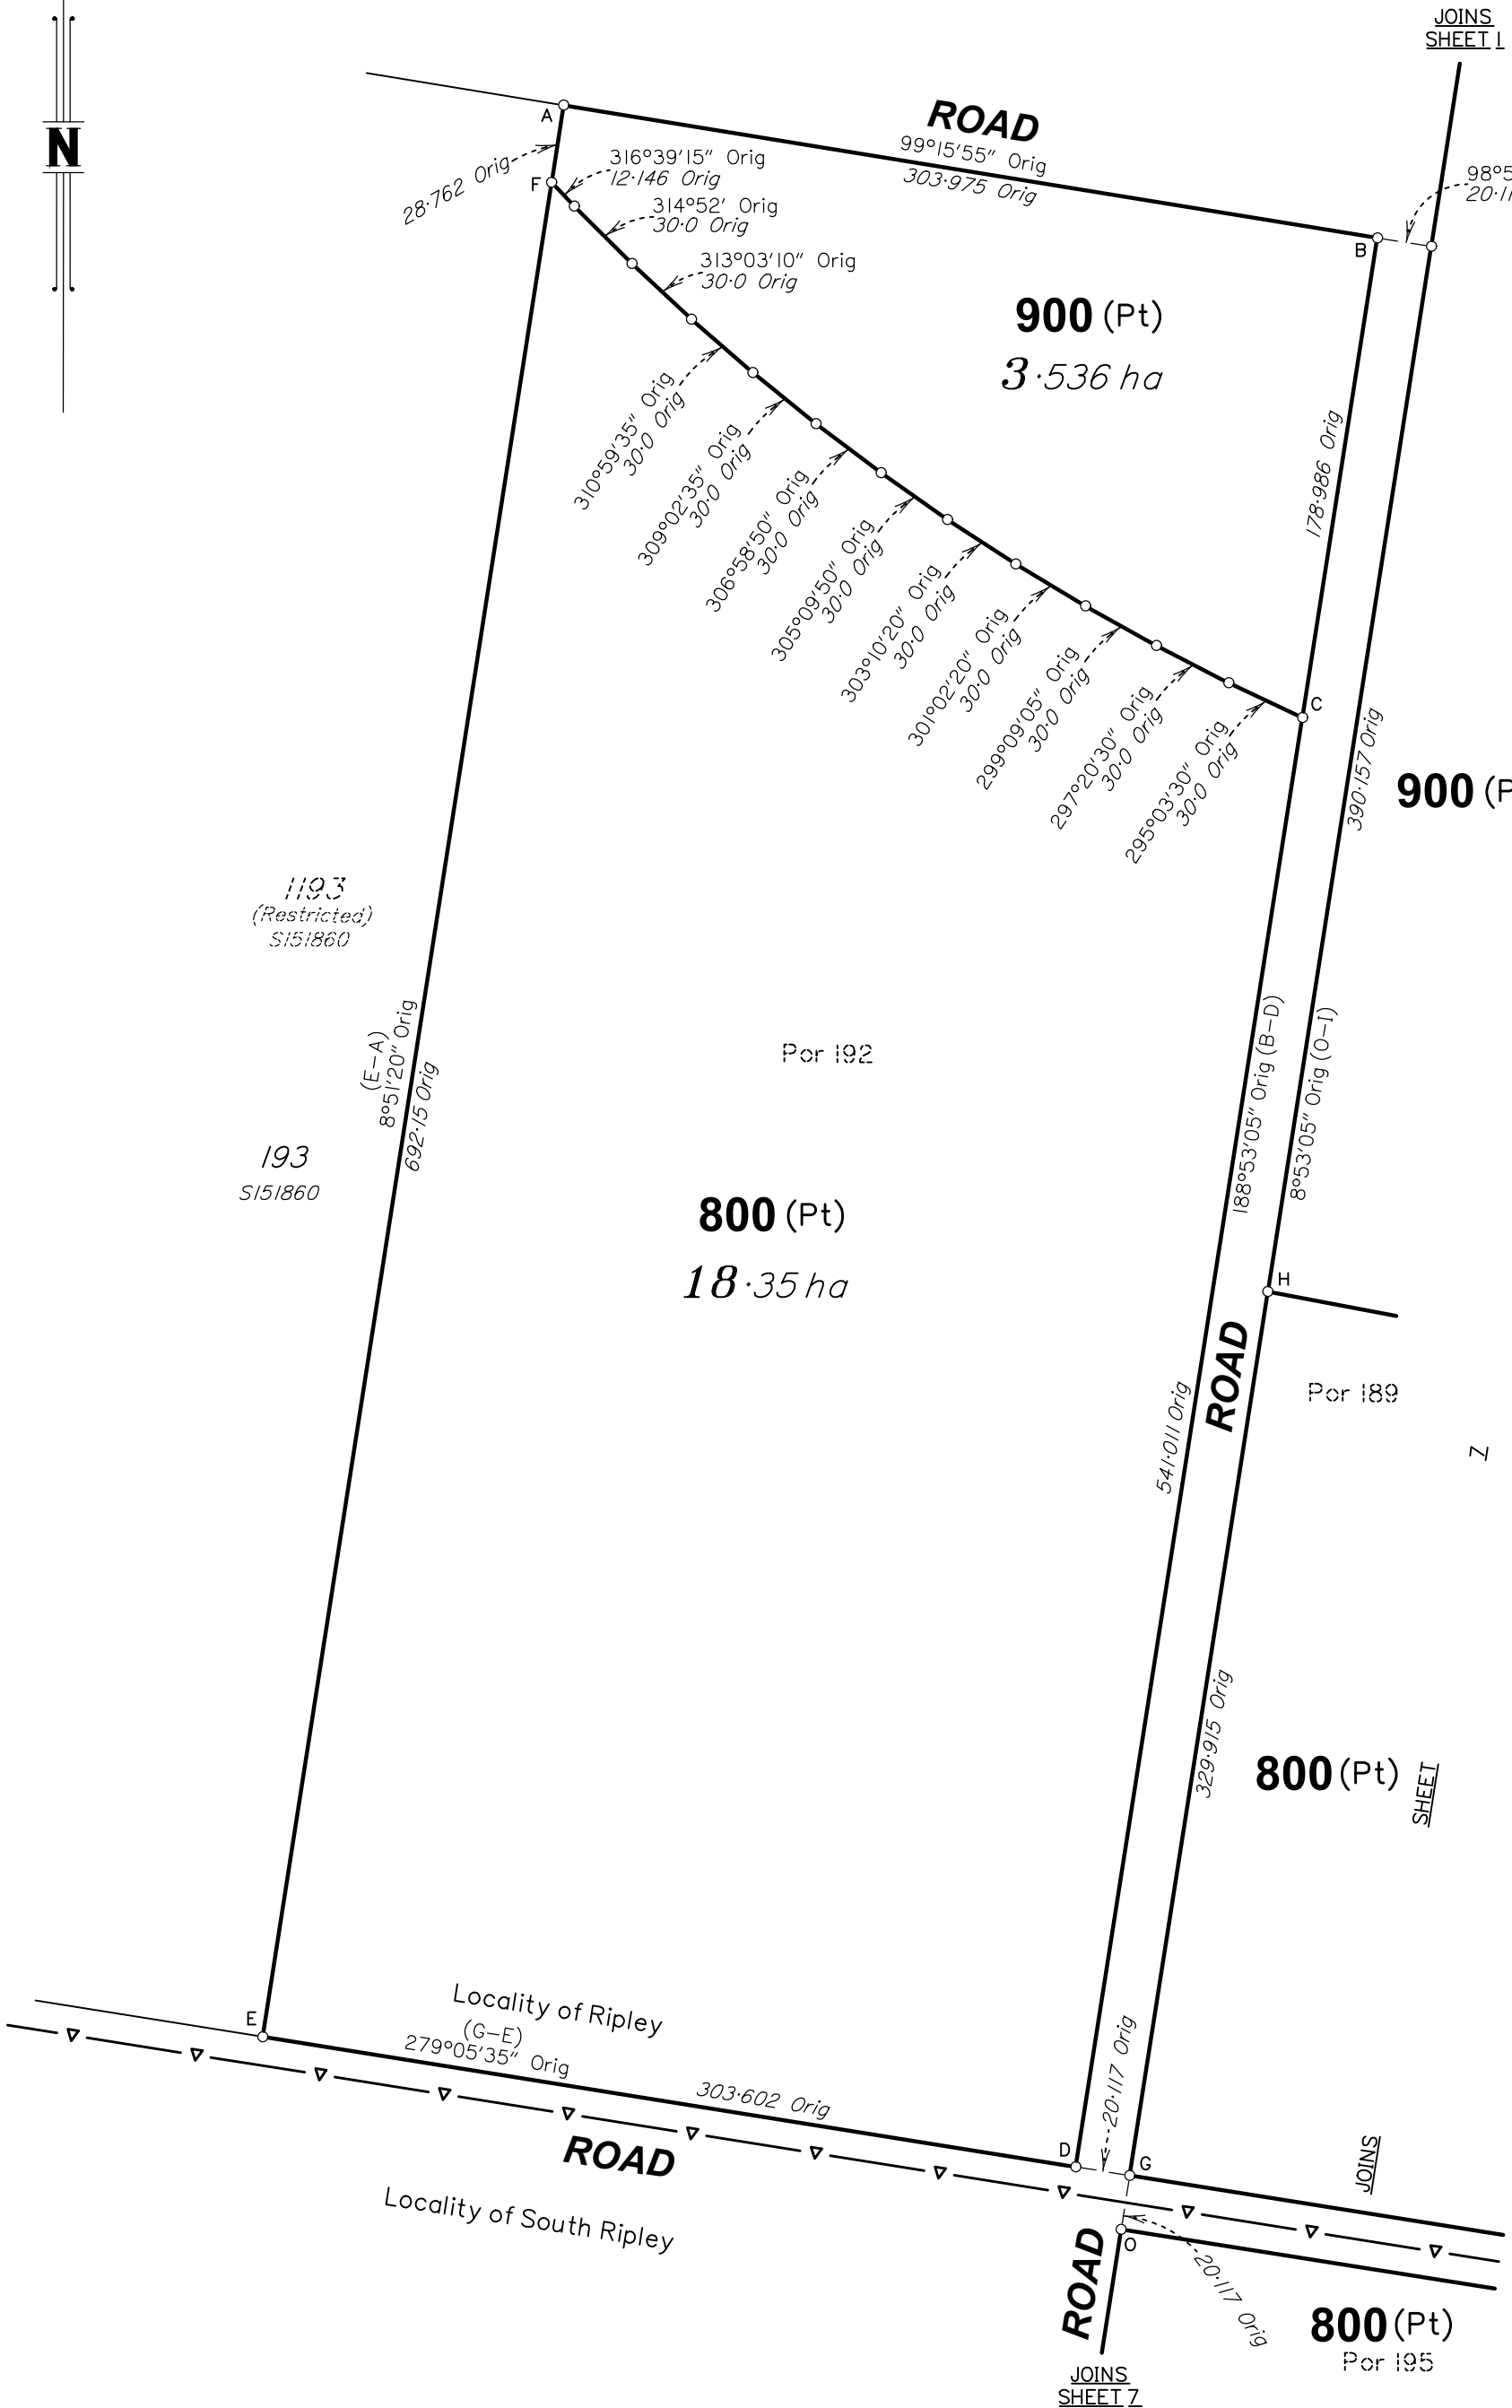 JOINS
SHEET 1
N
A
ROAD
99°15'55" Orig
303·975 Orig
28·762 Orig
F
316°39'15" Orig
12·146 Orig
314°52' Orig
30·0 Orig
313°03'10" Orig
30·0 Orig
B
98°5
20·11
900 (Pt)
3·536 ha
310°59'35" Orig
30·0 Orig
309°02'35" Orig
30·0 Orig
306°58'50" Orig
30·0 Orig
305°09'50" Orig
30·0 Orig
303°10'20" Orig
30·0 Orig
301°02'20" Orig
30·0 Orig
299°09'05" Orig
30·0 Orig
297°20'30" Orig
30·0 Orig
295°03'30" Orig
30·0 Orig
178·986 Orig
C
390·157 Orig
900 (P
1193
(Restricted)
S151860
(E-A)
8°51'20" Orig
692·15 Orig
Por 192
188°53'05" Orig (B-D)
8°53'05" Orig (O-I)
193
S151860
800 (Pt)
18·35 ha
H
ROAD
Por 189
541·011 Orig
7
329·915 Orig
800 (Pt)
SHEET
E
Locality of Ripley
(G-E)
279°05'35" Orig
303·602 Orig
20·117 Orig
D
G
JOINS
ROAD
Locality of South Ripley
O
ROAD
20·117 Orig
800 (Pt)
Por 195
JOINS
SHEET 7